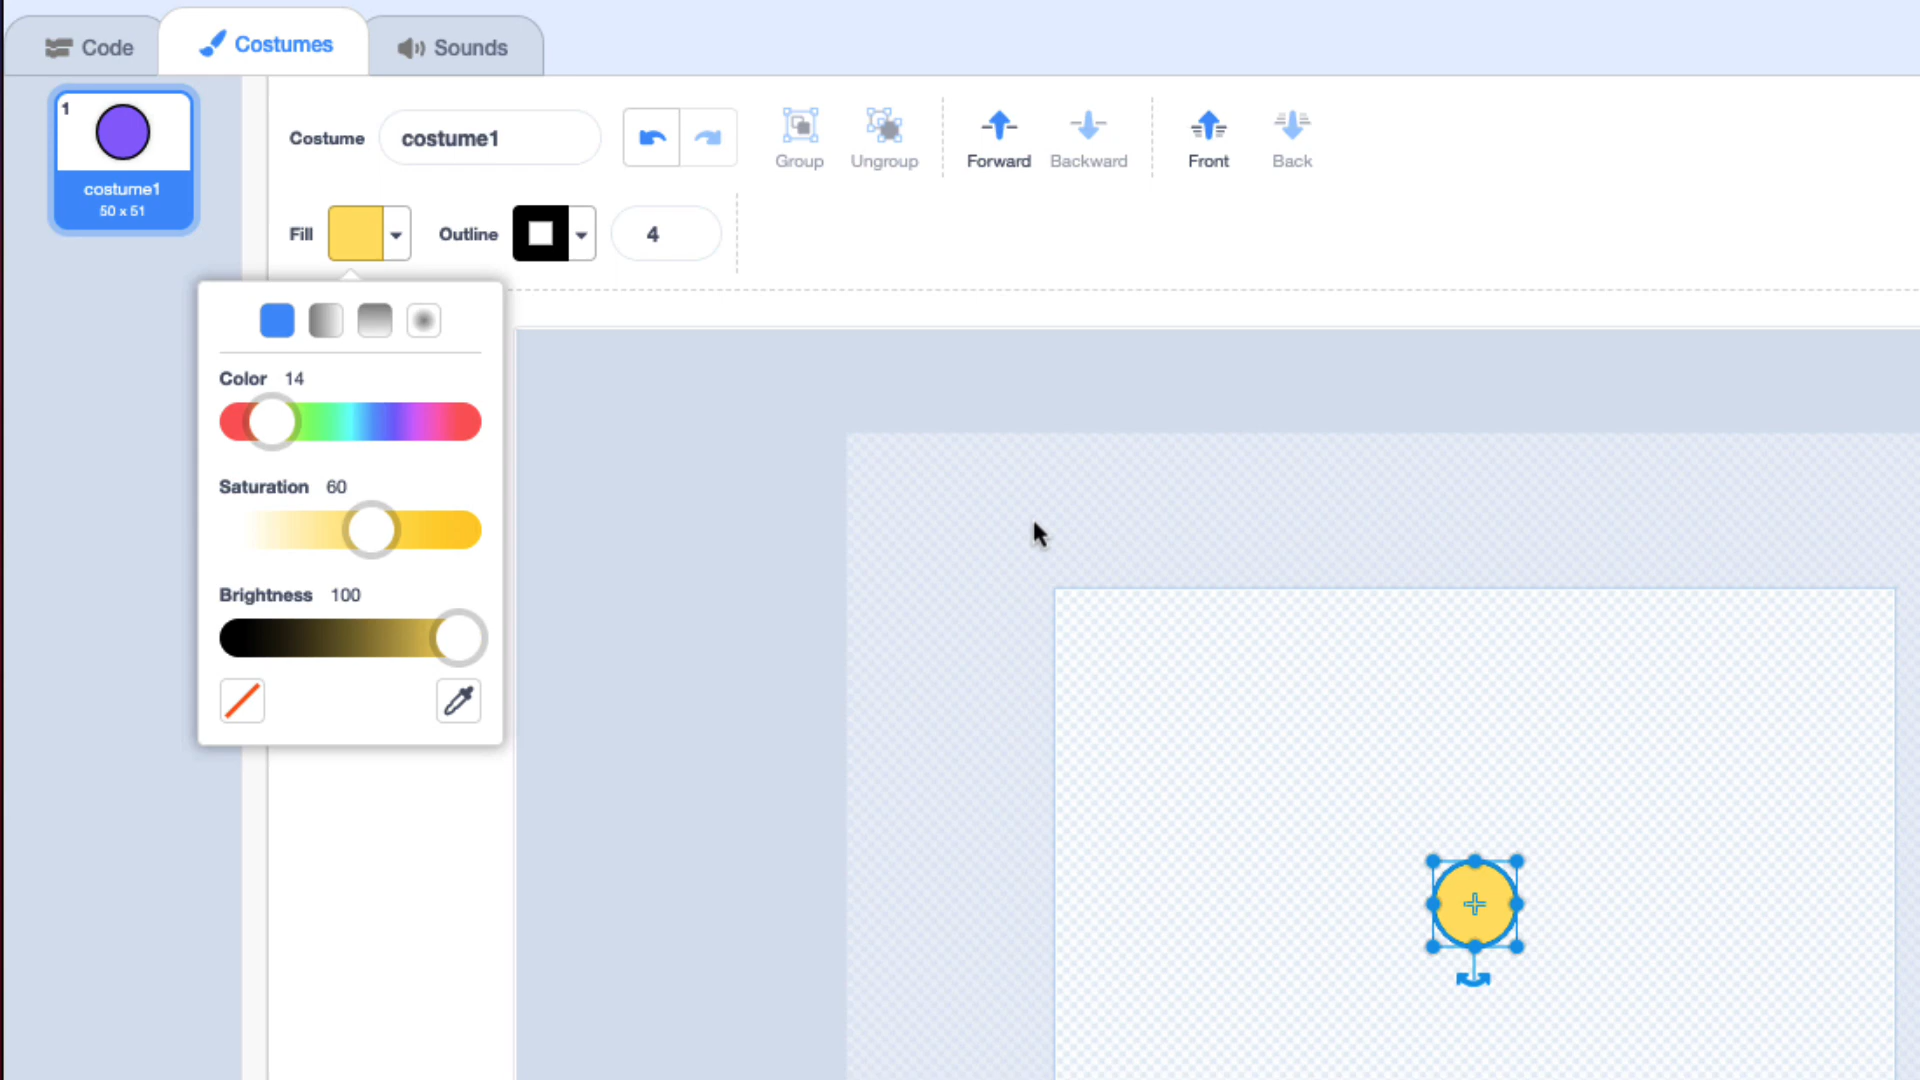 Code
Costumes
Sounds
1
costume1
50 x 51
Costume
costume1
Group
Ungroup
Forward
Backward
Front
Back
Fill
Outline
4
Color 14
Saturation 60
Brightness 100